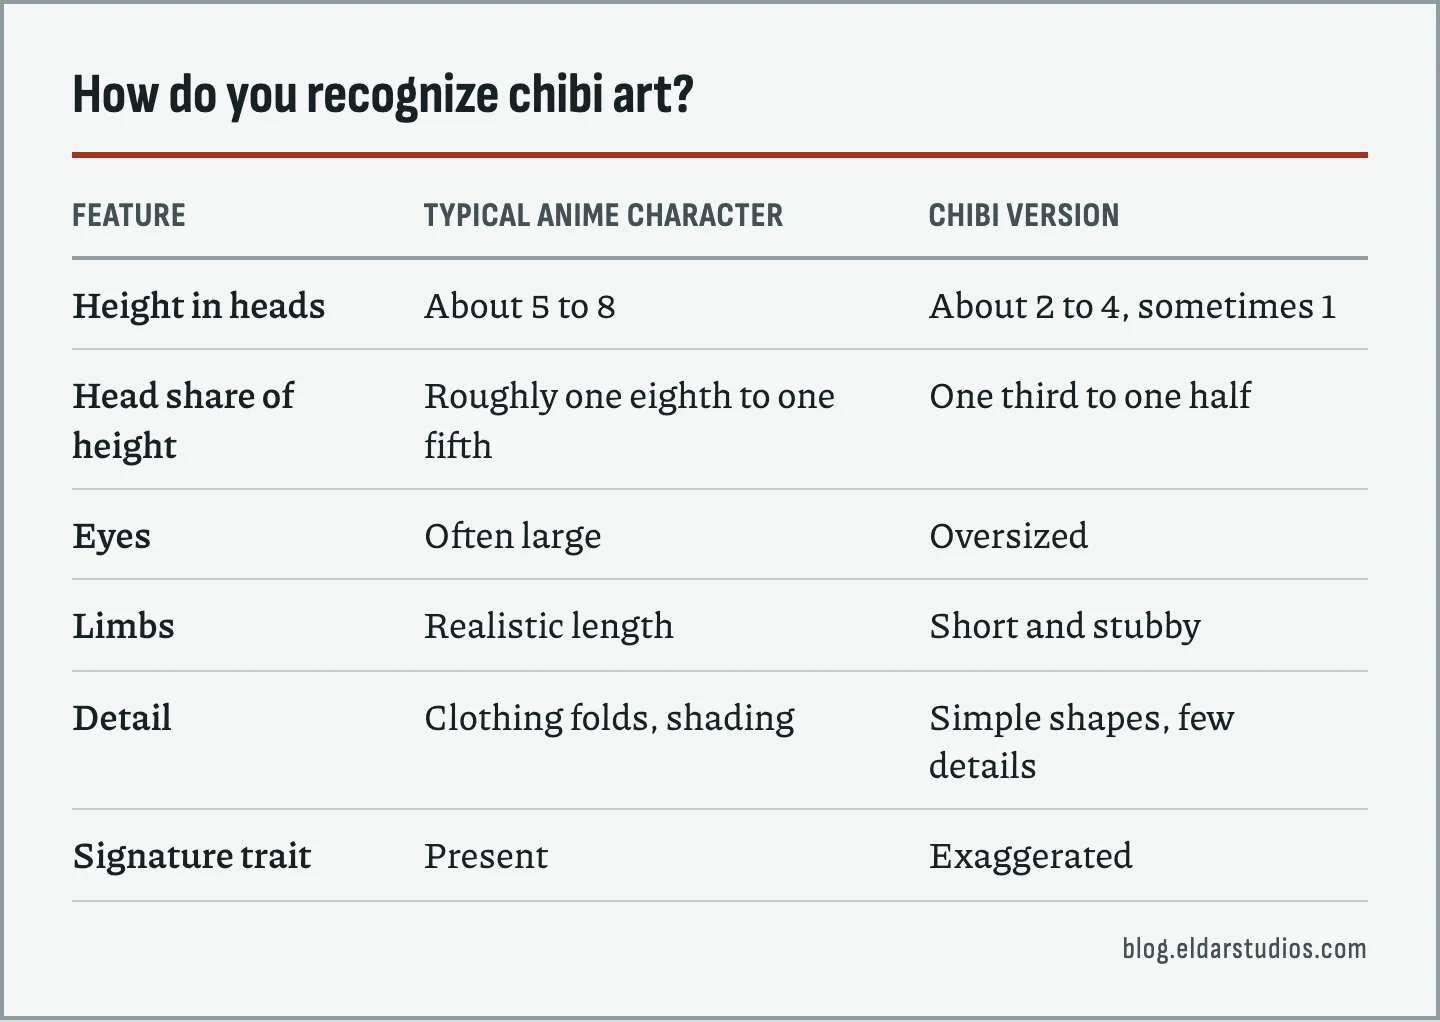 How do you recognize chibi art?
FEATURE TYPICAL ANIME CHARACTER CHIBI VERSION
Height in heads About 5 to 8 About 2 to 4, sometimes 1
Head share of height Roughly one eighth to one fifth One third to one half
Eyes Often large Oversized
Limbs Realistic length Short and stubby
Detail Clothing folds, shading Simple shapes, few details
Signature trait Present Exaggerated
blog.eldarstudios.com